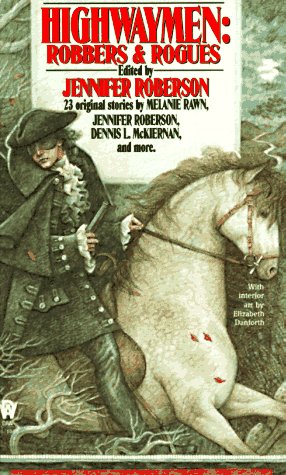 HIGHWAYMEN:
ROBBERS & ROGUES
Edited by
JENNIFER ROBERSON
23 original stories by MELANIE RAWN,
JENNIFER ROBERSON,
DENNIS L. McKIERNAN,
and more.
With
interior
art by
Elizabeth
Danforth
DAW